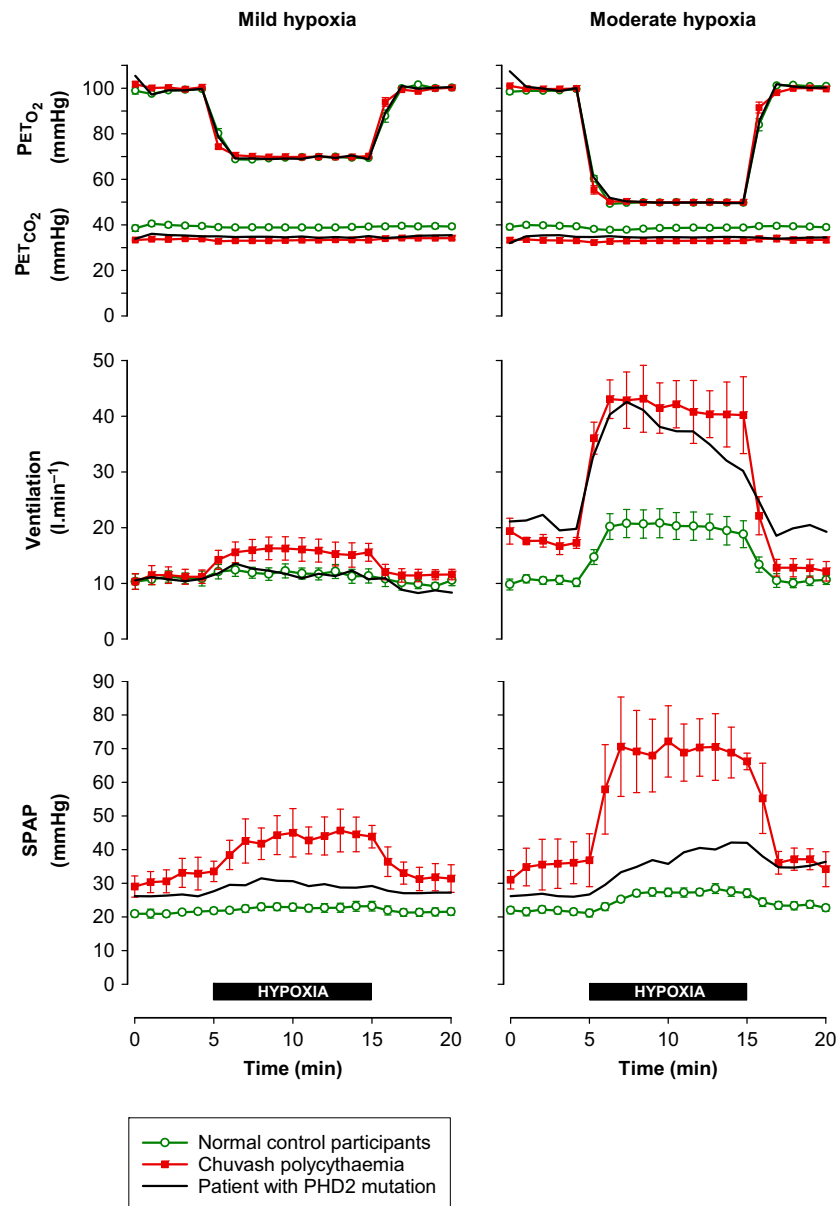 Mild hypoxia
Moderate hypoxia
PETO2
(mmHg)
100
80
60
40
PETCO2
(mmHg)
40
20
0
Ventilation
(l.min−1)
50
40
30
20
10
0
SPAP
(mmHg)
90
80
70
60
50
40
30
20
10
0
HYPOXIA
HYPOXIA
0 5 10 15 20
0 5 10 15 20
Time (min)
Time (min)
Normal control participants
Chuvash polycythaemia
Patient with PHD2 mutation